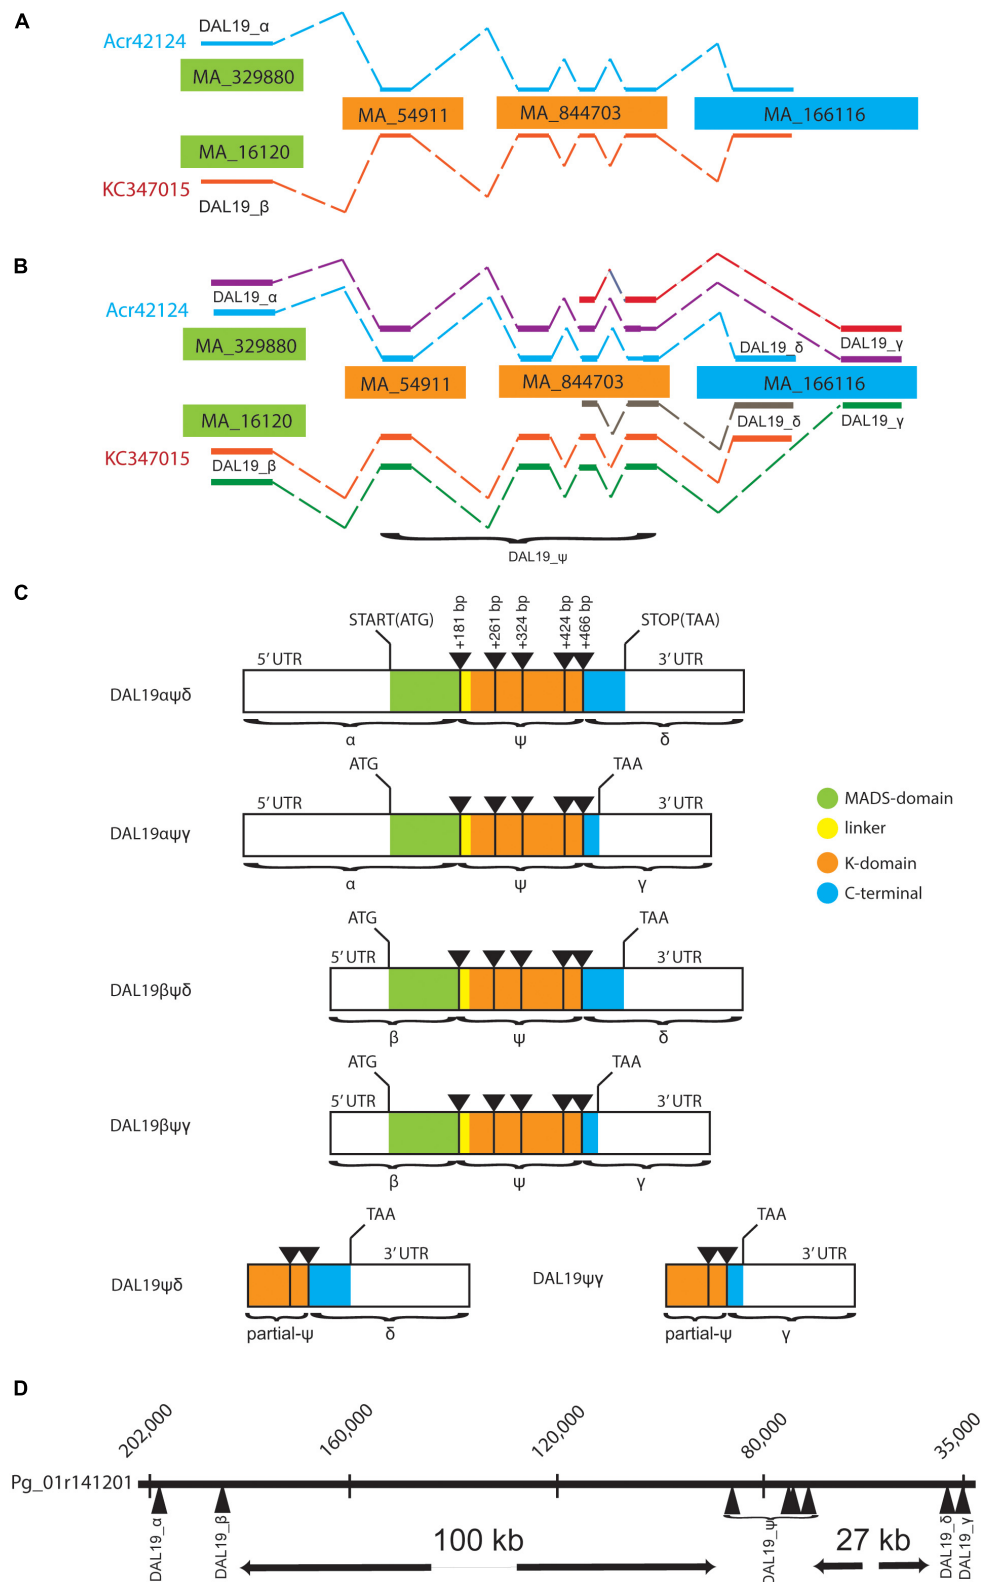 A
DAL19_α
Acr42124
MA_329880
MA_54911
MA_844703
MA_166116
MA_16120
KC347015
DAL19_β
B
DAL19_α
Acr42124
MA_329880
DAL19_δ
DAL19_γ
MA_54911
MA_844703
MA_166116
MA_16120
DAL19_δ
DAL19_γ
KC347015
DAL19_β
DAL19_ψ
C
START(ATG)
+181 bp
+261 bp
+324 bp
+424 bp
+466 bp
STOP(TAA)
5' UTR
3' UTR
DAL19αψδ
α
ψ
δ
ATG
TAA
5' UTR
3' UTR
DAL19αψγ
α
ψ
γ
MADS-domain
linker
K-domain
C-terminal
ATG
TAA
5' UTR
3' UTR
DAL19βψδ
β
ψ
δ
ATG
TAA
5' UTR
3' UTR
DAL19βψγ
β
ψ
γ
TAA
3' UTR
DAL19ψδ
partial-ψ
δ
TAA
3' UTR
DAL19ψγ
partial-ψ
γ
D
202,000
160,000
120,000
80,000
35,000
Pg_01r141201
DAL19_α
DAL19_β
DAL19_ψ
DAL19_δ
DAL19_γ
100 kb
27 kb